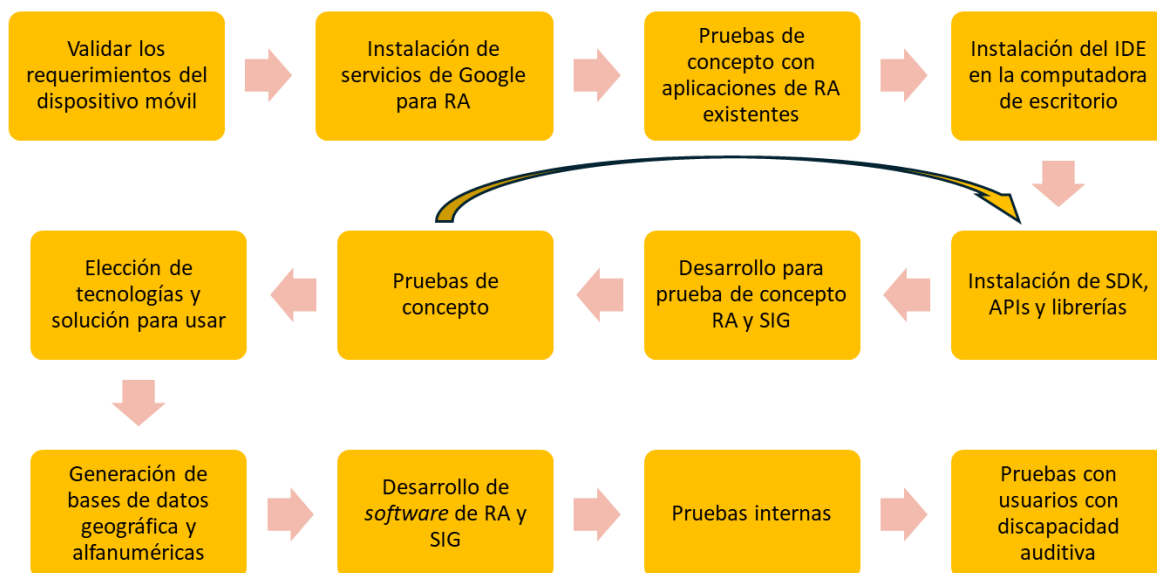 Validar los
requerimientos del
dispositivo móvil
Instalación de
servicios de Google
para RA
Pruebas de
concepto con
aplicaciones de RA
existentes
Instalación del IDE
en la computadora
de escritorio
Elección de
tecnologías y
solución para usar
Pruebas de
concepto
Desarrollo para
prueba de concepto
RA y SIG
Instalación de SDK,
APIs y librerías
Generación de
bases de datos
geográfica y
alfanuméricas
Desarrollo de
software de RA y
SIG
Pruebas internas
Pruebas con
usuarios con
discapacidad
auditiva